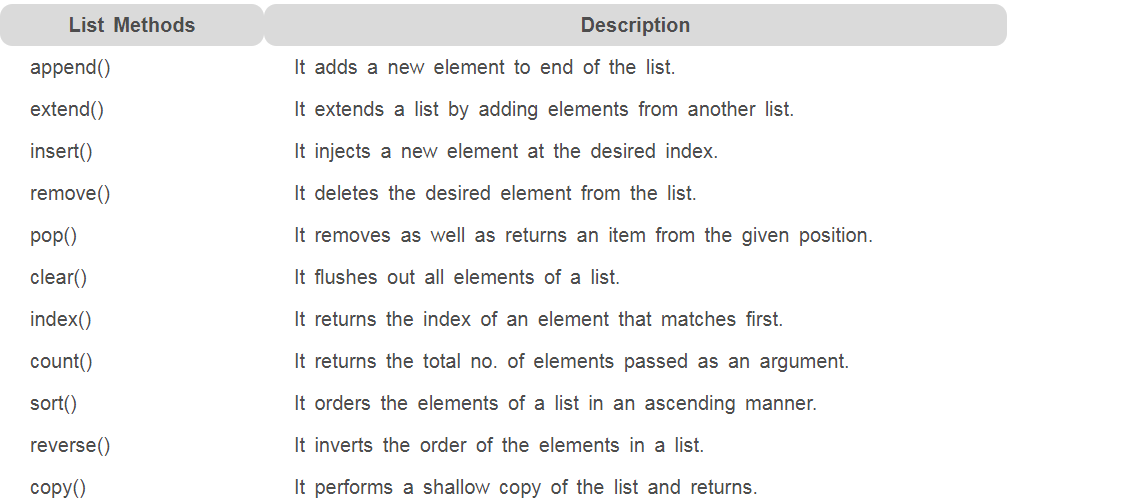 List Methods Description
append() It adds a new element to end of the list.
extend() It extends a list by adding elements from another list.
insert() It injects a new element at the desired index.
remove() It deletes the desired element from the list.
pop() It removes as well as returns an item from the given position.
clear() It flushes out all elements of a list.
index() It returns the index of an element that matches first.
count() It returns the total no. of elements passed as an argument.
sort() It orders the elements of a list in an ascending manner.
reverse() It inverts the order of the elements in a list.
copy() It performs a shallow copy of the list and returns.